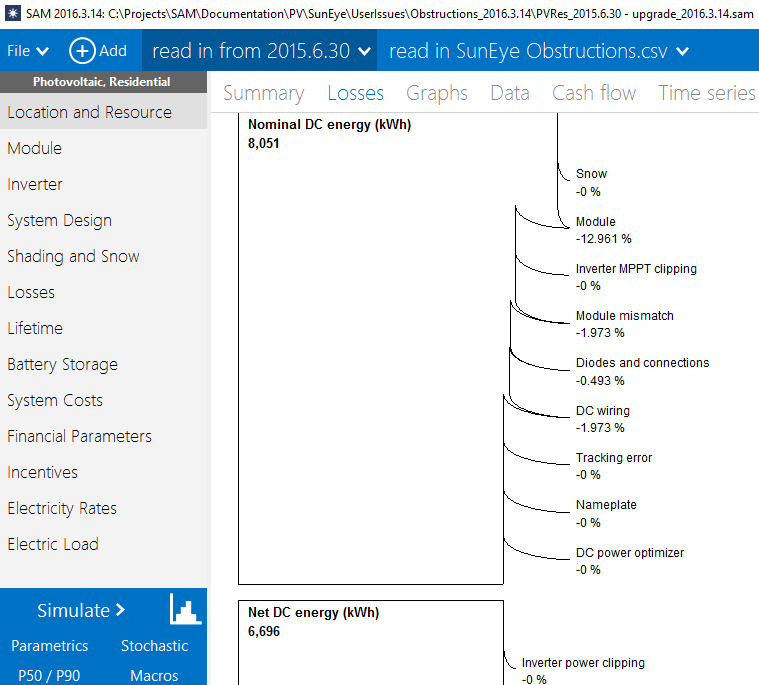 SAM 2016.3.14: C:\Projects\SAM\Documentation\PV\SunEye\UserIssues\Obstructions_2016.3.14\PVRes_2015.6.30 - upgrade_2016.3.14.sam
File Add read in from 2015.6.30 read in SunEye Obstructions.csv
Photovoltaic, Residential
Location and Resource
Module
Inverter
System Design
Shading and Snow
Losses
Lifetime
Battery Storage
System Costs
Financial Parameters
Incentives
Electricity Rates
Electric Load
Simulate >
Parametrics Stochastic
P50 / P90 Macros
Summary Losses Graphs Data Cash flow Time series
Nominal DC energy (kWh)
8,051
Snow
-0 %
Module
-12.961 %
Inverter MPPT clipping
-0 %
Module mismatch
-1.973 %
Diodes and connections
-0.493 %
DC wiring
-1.973 %
Tracking error
-0 %
Nameplate
-0 %
DC power optimizer
-0 %
Net DC energy (kWh)
6,696
Inverter power clipping
-0 %